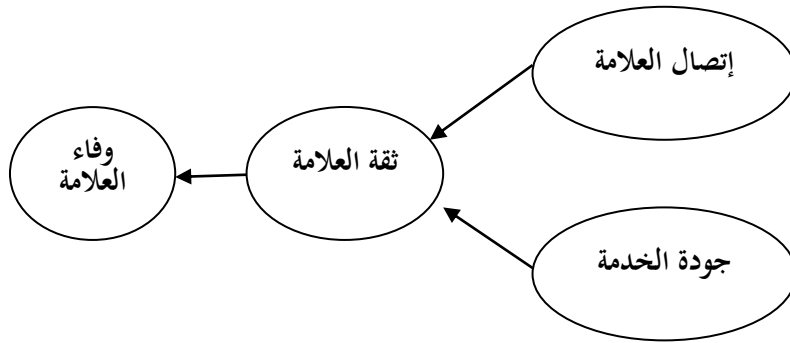 إتصال العلامة
ثقة العلامة
وفاء
العلامة
جودة الخدمة